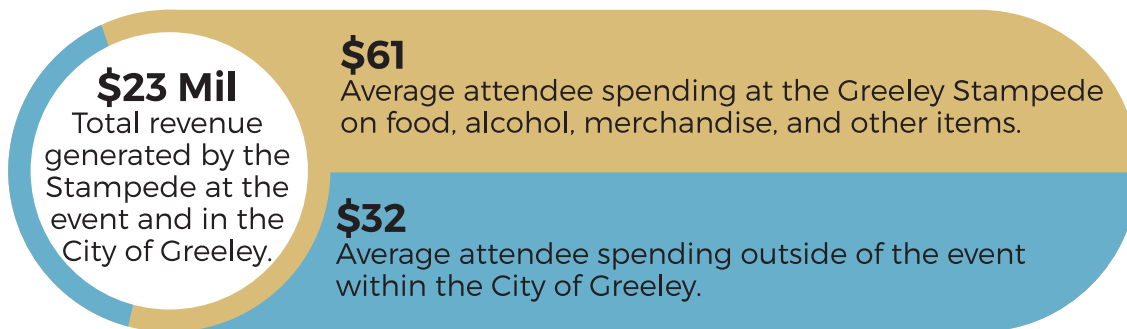 $23 Mil
Total revenue
generated by the
Stampede at the
event and in the
City of Greeley.
$61
Average attendee spending at the Greeley Stampede
on food, alcohol, merchandise, and other items.
$32
Average attendee spending outside of the event
within the City of Greeley.